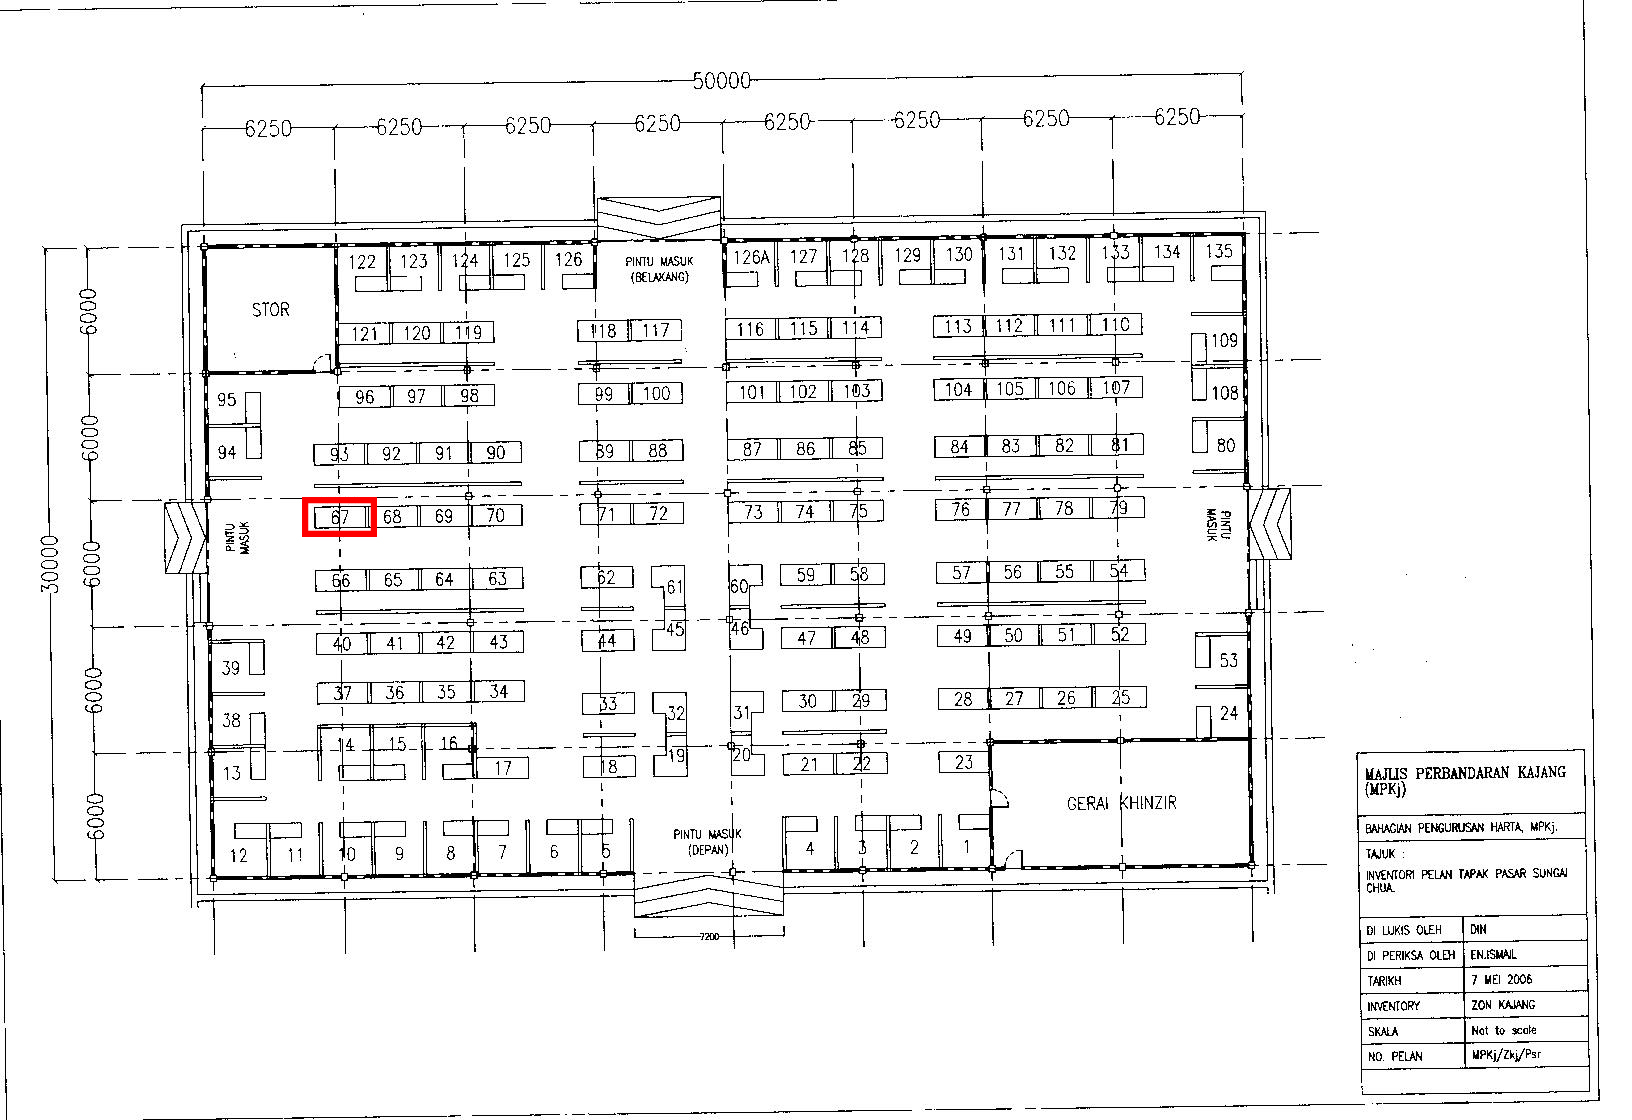 50000
6250 6250 6250 6250 6250 6250 6250 6250
122 123 124 125 126 PINTU MASUK 126A 127 128 129 130 131 132 133 134 135
(BELAKANG)
6000 STOR
121 120 119 118 117 116 115 114 113 112 111 110
109
95 96 97 98 99 100 101 102 103 104 105 106 107 108
6000
94 93 92 91 90 89 88 87 86 85 84 83 82 81 80
67 68 69 70 71 72 73 74 75 76 77 78 79
PINTU
MASUK
PINTU
MASUK
30000
6000
66 65 64 63 62 61 60 59 58 57 56 55 54
40 41 42 43 44 45 46 47 48 49 50 51 52
39 53
6000
37 36 35 34 33 32 31 30 29 28 27 26 25
38 24
14 15 16
13 17 18 19 20 21 22 23
6000
GERAI KHINZIR
12 11 10 9 8 7 6 5 PINTU MASUK 4 3 2 1
(DEPAN)
7200
MAJLIS PERBANDARAN KAJANG
(MPKj)
BAHAGIAN PENGURUSAN HARTA, MPKj.
TAJUK :
INVENTORI PELAN TAPAK PASAR SUNGAI
CHUA.
DI LUKIS OLEH DIN
DI PERIKSA OLEH EN.ISMAIL
TARIKH 7 MEI 2006
INVENTORY ZON KAJANG
SKALA Not to scale
NO. PELAN MPKj/Zkj/Psr